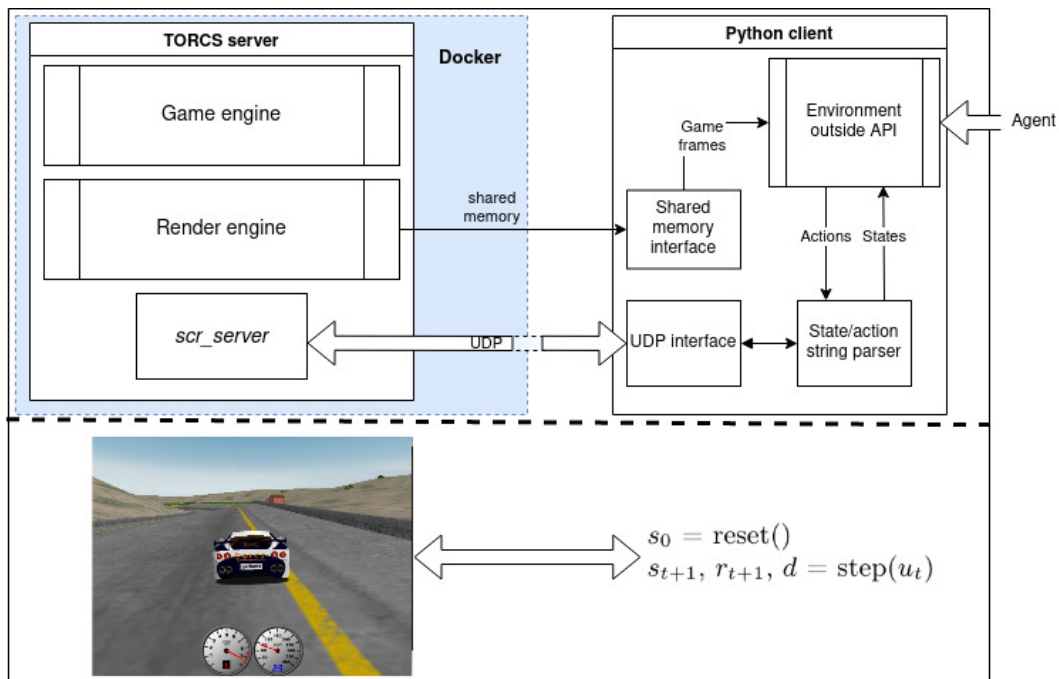 TORCS server
Docker
Python client
Game engine
Environment
outside API
Agent
Game
frames
shared
memory
Render engine
Shared
memory
interface
Actions
States
scr_server
UDP
UDP interface
State/action
string parser
s₀ = reset()
sₜ₊₁, rₜ₊₁, d = step(uₜ)